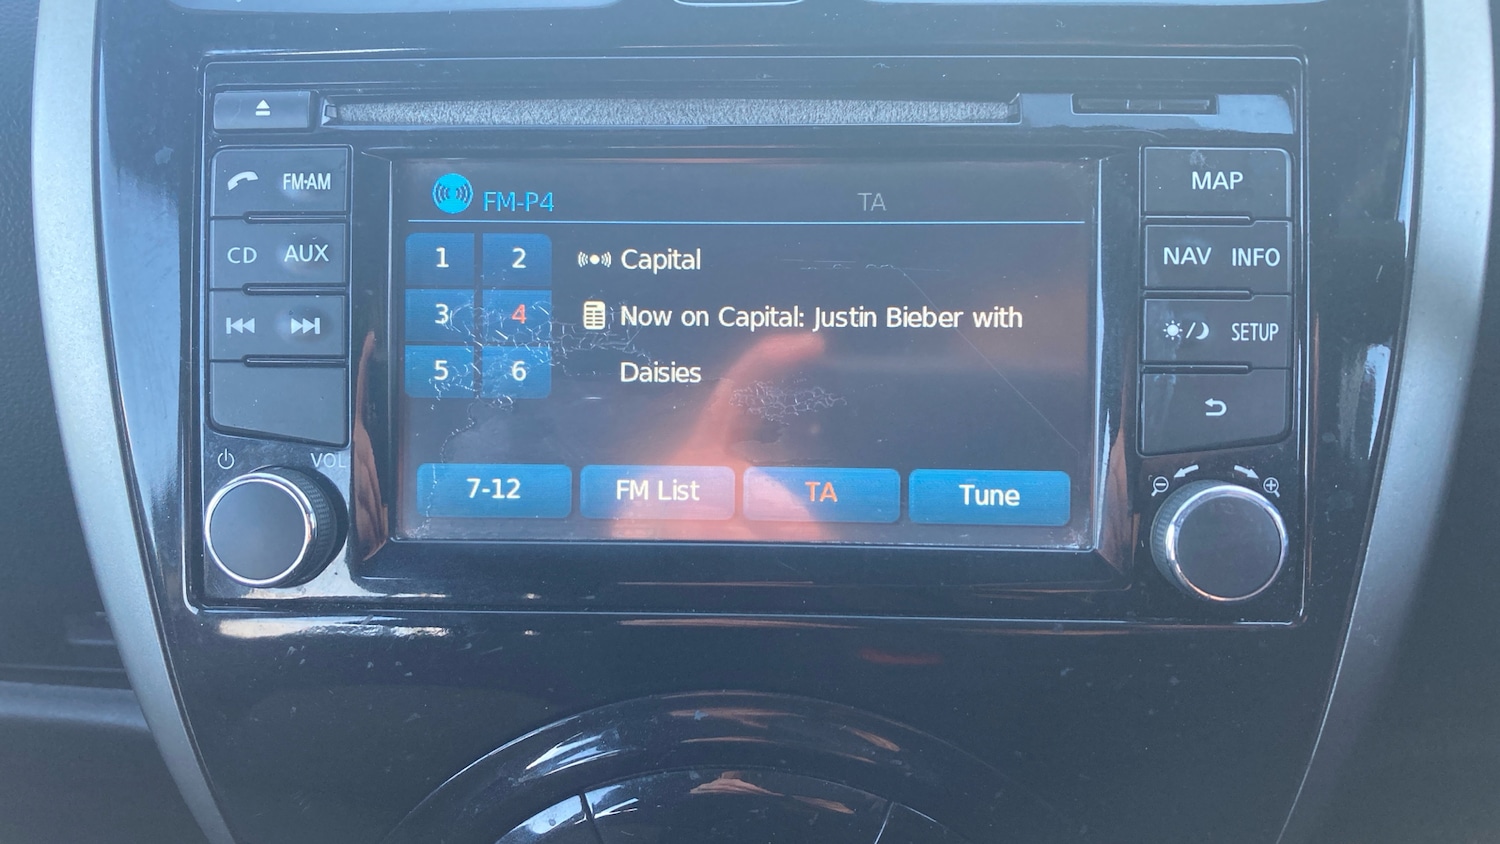 FM·AM
CD AUX
VOL
FM-P4 TA
1 2 Capital
3 4 Now on Capital: Justin Bieber with
5 6 Daisies
7-12 FM List TA Tune
MAP
NAV INFO
SETUP